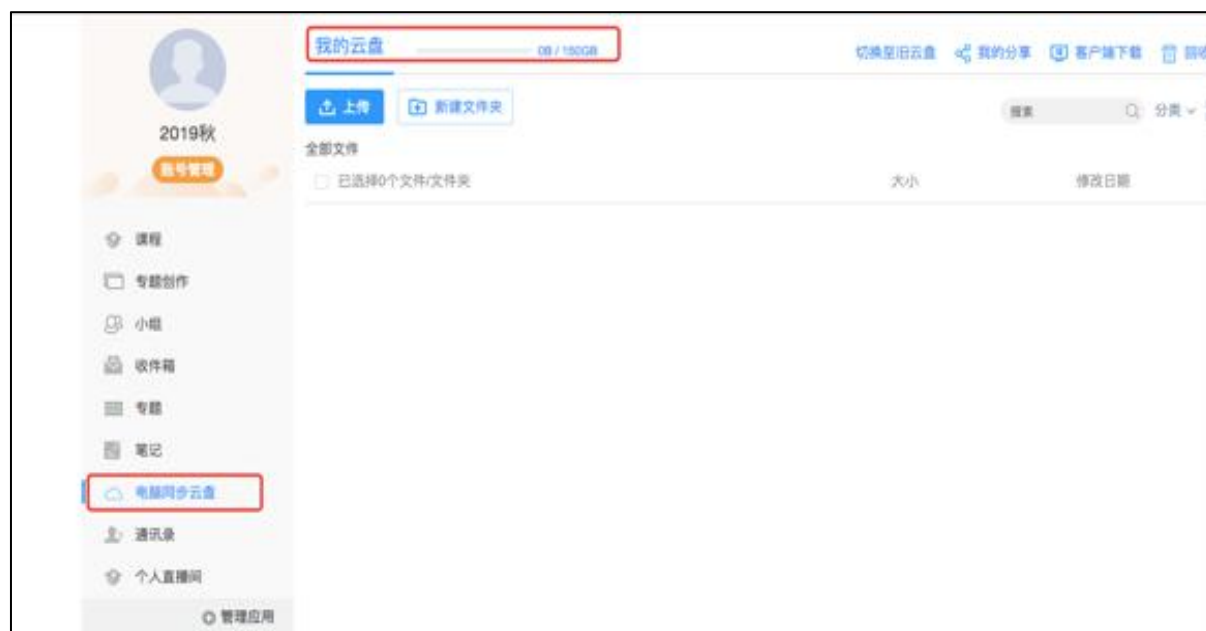 我的云盘 0B / 150GB
切换至旧云盘 我的分享 客户端下载 回收
上传 新建文件夹
搜索 分类
2019秋
账号管理
全部文件
已选择0个文件/文件夹 大小 修改日期
课程
专题创作
小组
收件箱
专题
笔记
电脑同步云盘
通讯录
个人直播间
管理应用